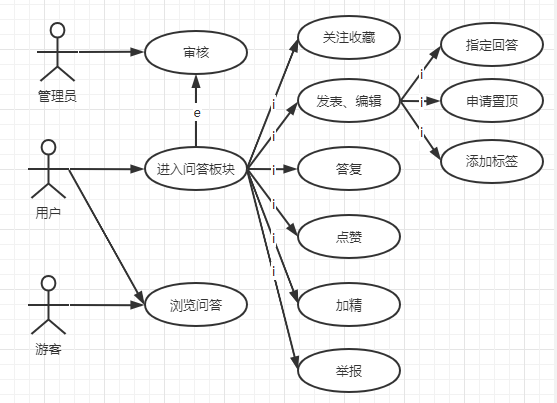 关注收藏
指定回答
审核
管理员
发表、编辑
i
i
申请置顶
i
e
i
i
添加标签
用户
进入问答板块
i
答复
i
点赞
i
浏览问答
i
加精
游客
举报